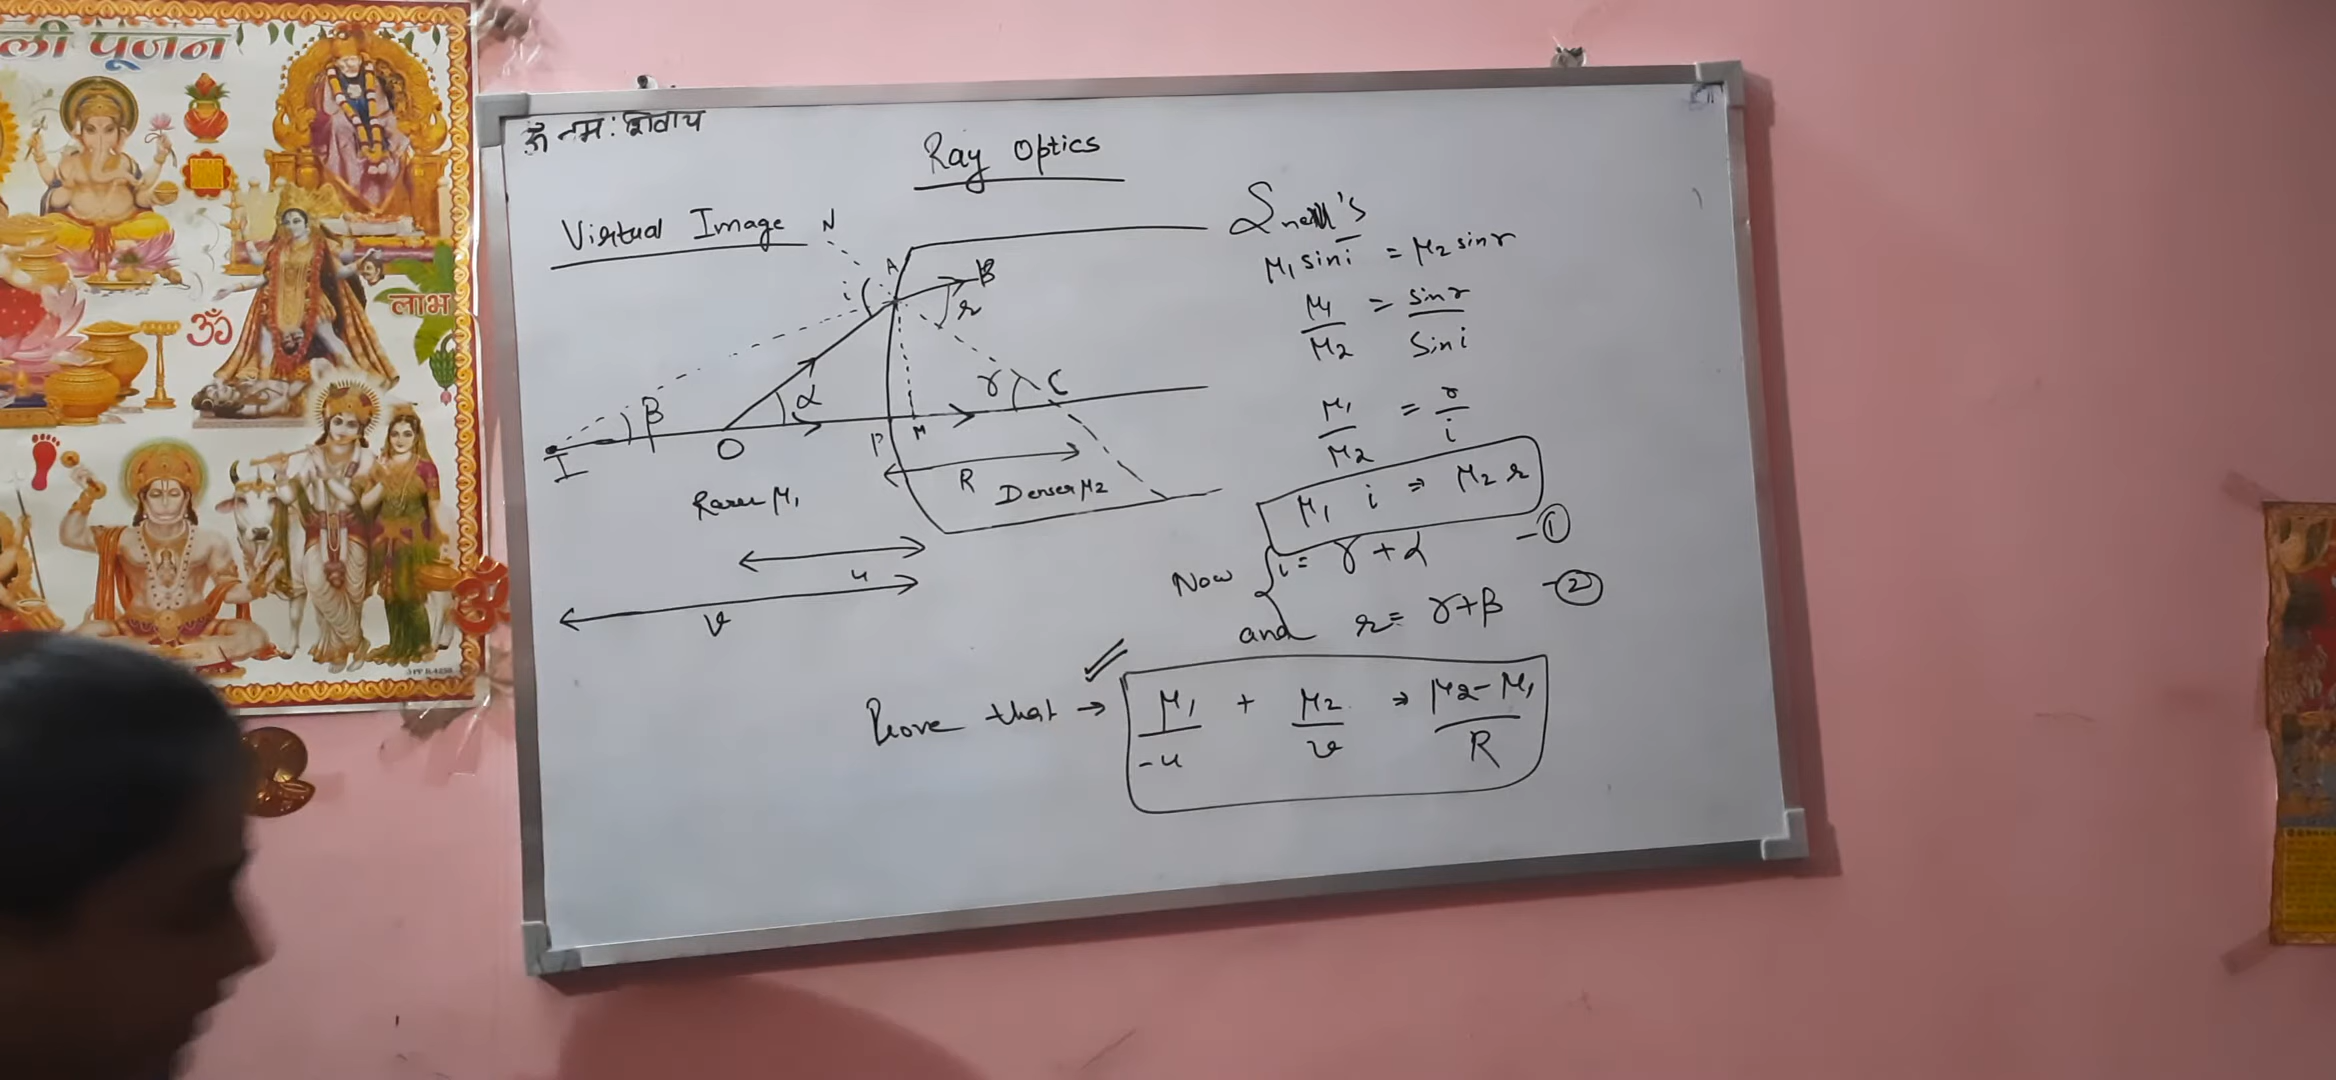 ली पूजन
लाभ
ॐ
ॐ नमः शिवाय
Ray Optics
Virtual Image
N
A
B
i
r
α
β
γ
C
I
O
P
M
R
Rarer μ₁
Denser μ₂
u
v
Snell's
μ₁ sin i = μ₂ sin r
μ₁/μ₂ = sin r/sin i
μ₁/μ₂ = r/i
μ₁ i ⇒ μ₂ r
Now i = γ + α -①
and r = γ + β -②
Prove that → μ₁/-u + μ₂/v ⇒ μ₂-μ₁/R